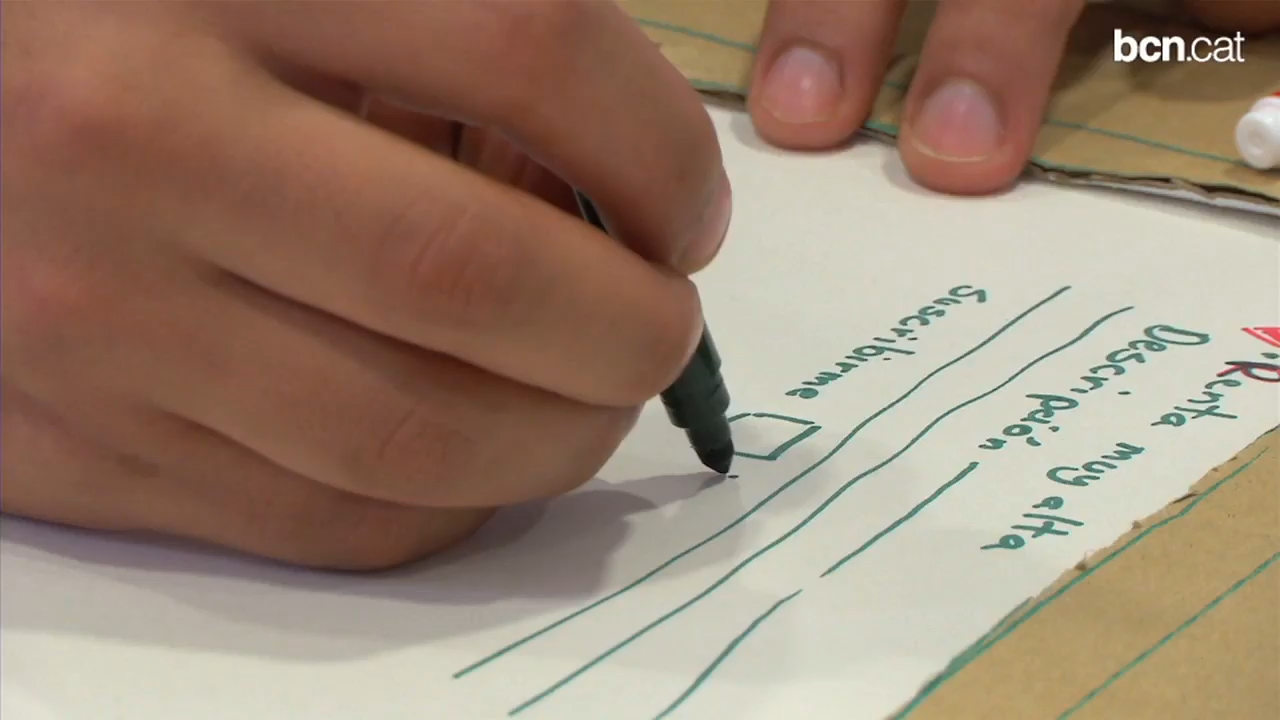 bcn.cat
Renta muy alta
Descripción
Suscribirme